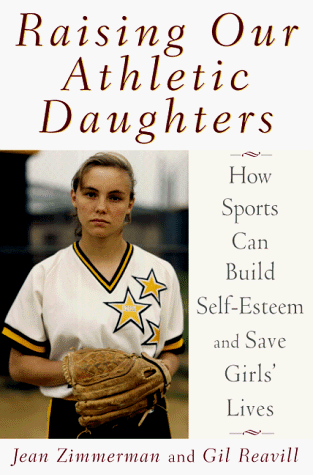 Raising Our
Athletic
Daughters
How
Sports
Can
Build
Self-Esteem
and Save
Girls'
Lives
Jean Zimmerman and Gil Reavill